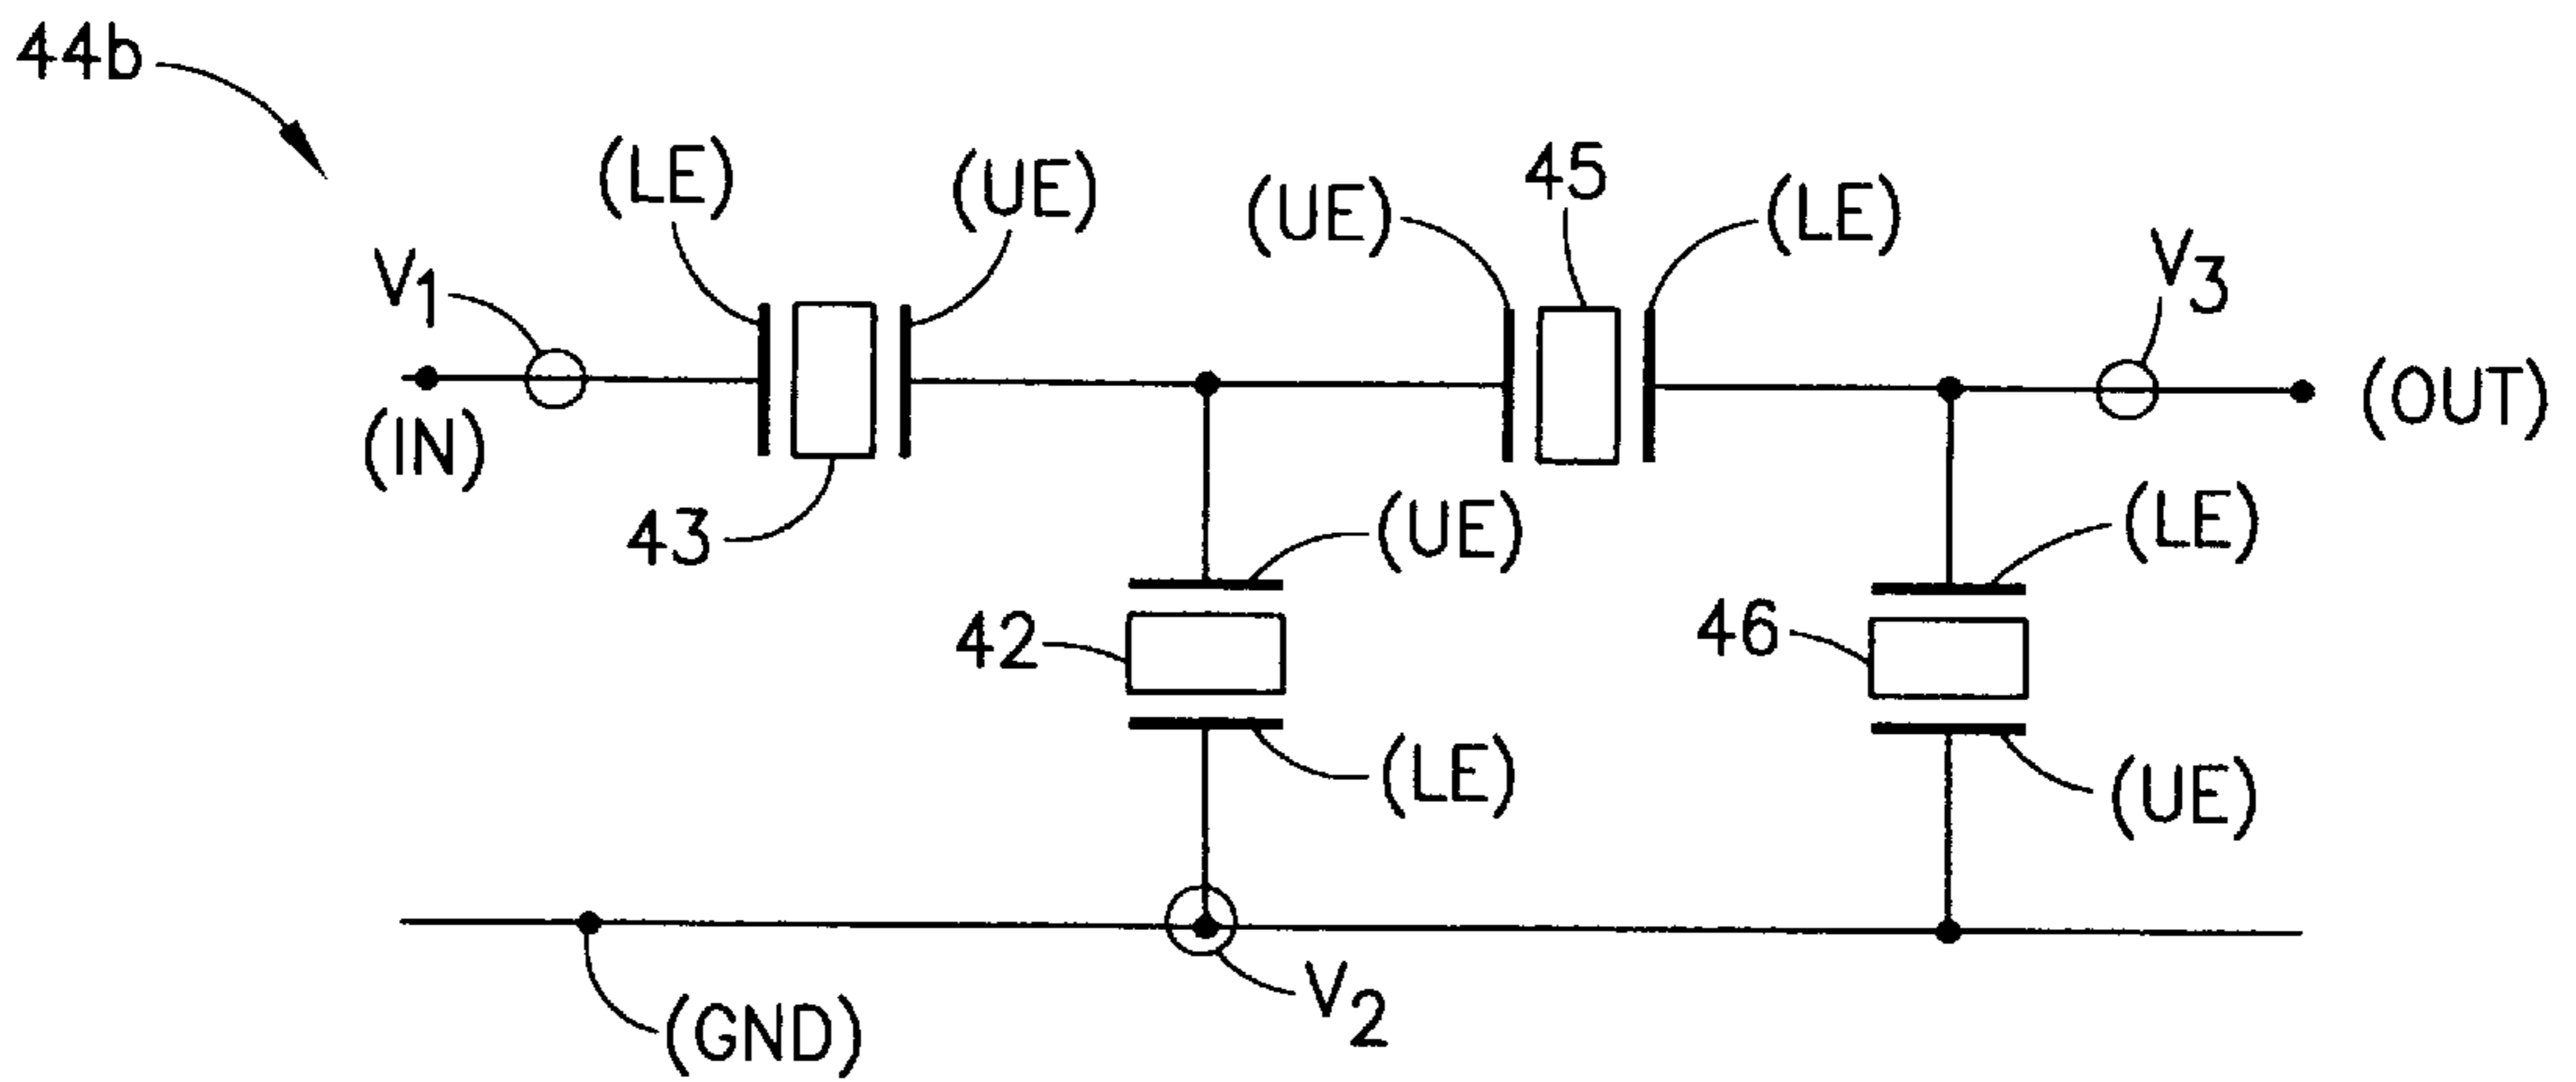 44b
(LE)
(UE)
(UE)
45
(LE)
V1
V3
(IN)
(OUT)
43
(UE)
(LE)
42
46
(LE)
(UE)
(GND)
V2